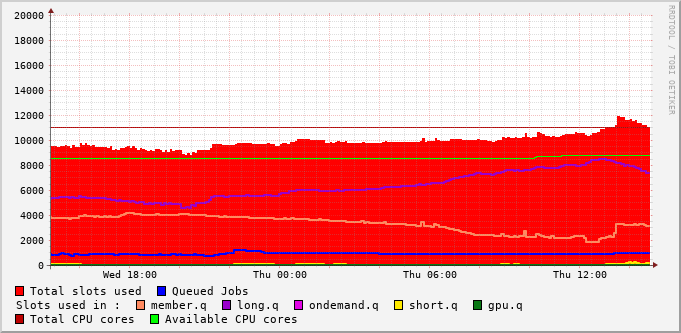 20000
18000
16000
14000
12000
10000
8000
6000
4000
2000
0
Wed 18:00 Thu 00:00 Thu 06:00 Thu 12:00
RRDTOOL / TOBI OETIKER
Total slots used Queued Jobs
Slots used in : member.q long.q ondemand.q short.q gpu.q
Total CPU cores Available CPU cores